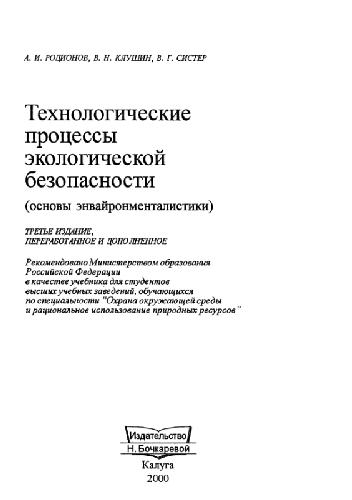 А. И. РОДИОНОВ, В. Н. КЛУШИН, В. Г. СИСТЕР
Технологические
процессы
экологической
безопасности
(основы энвайронменталистики)
ТРЕТЬЕ ИЗДАНИЕ,
ПЕРЕРАБОТАННОЕ И ДОПОЛНЕННОЕ
Рекомендовано Министерством образования
Российской Федерации
в качестве учебника для студентов
высших учебных заведений, обучающихся
по специальности "Охрана окружающей среды
и рациональное использование природных ресурсов"
Издательство
Н. Бочкаревой
Калуга
2000